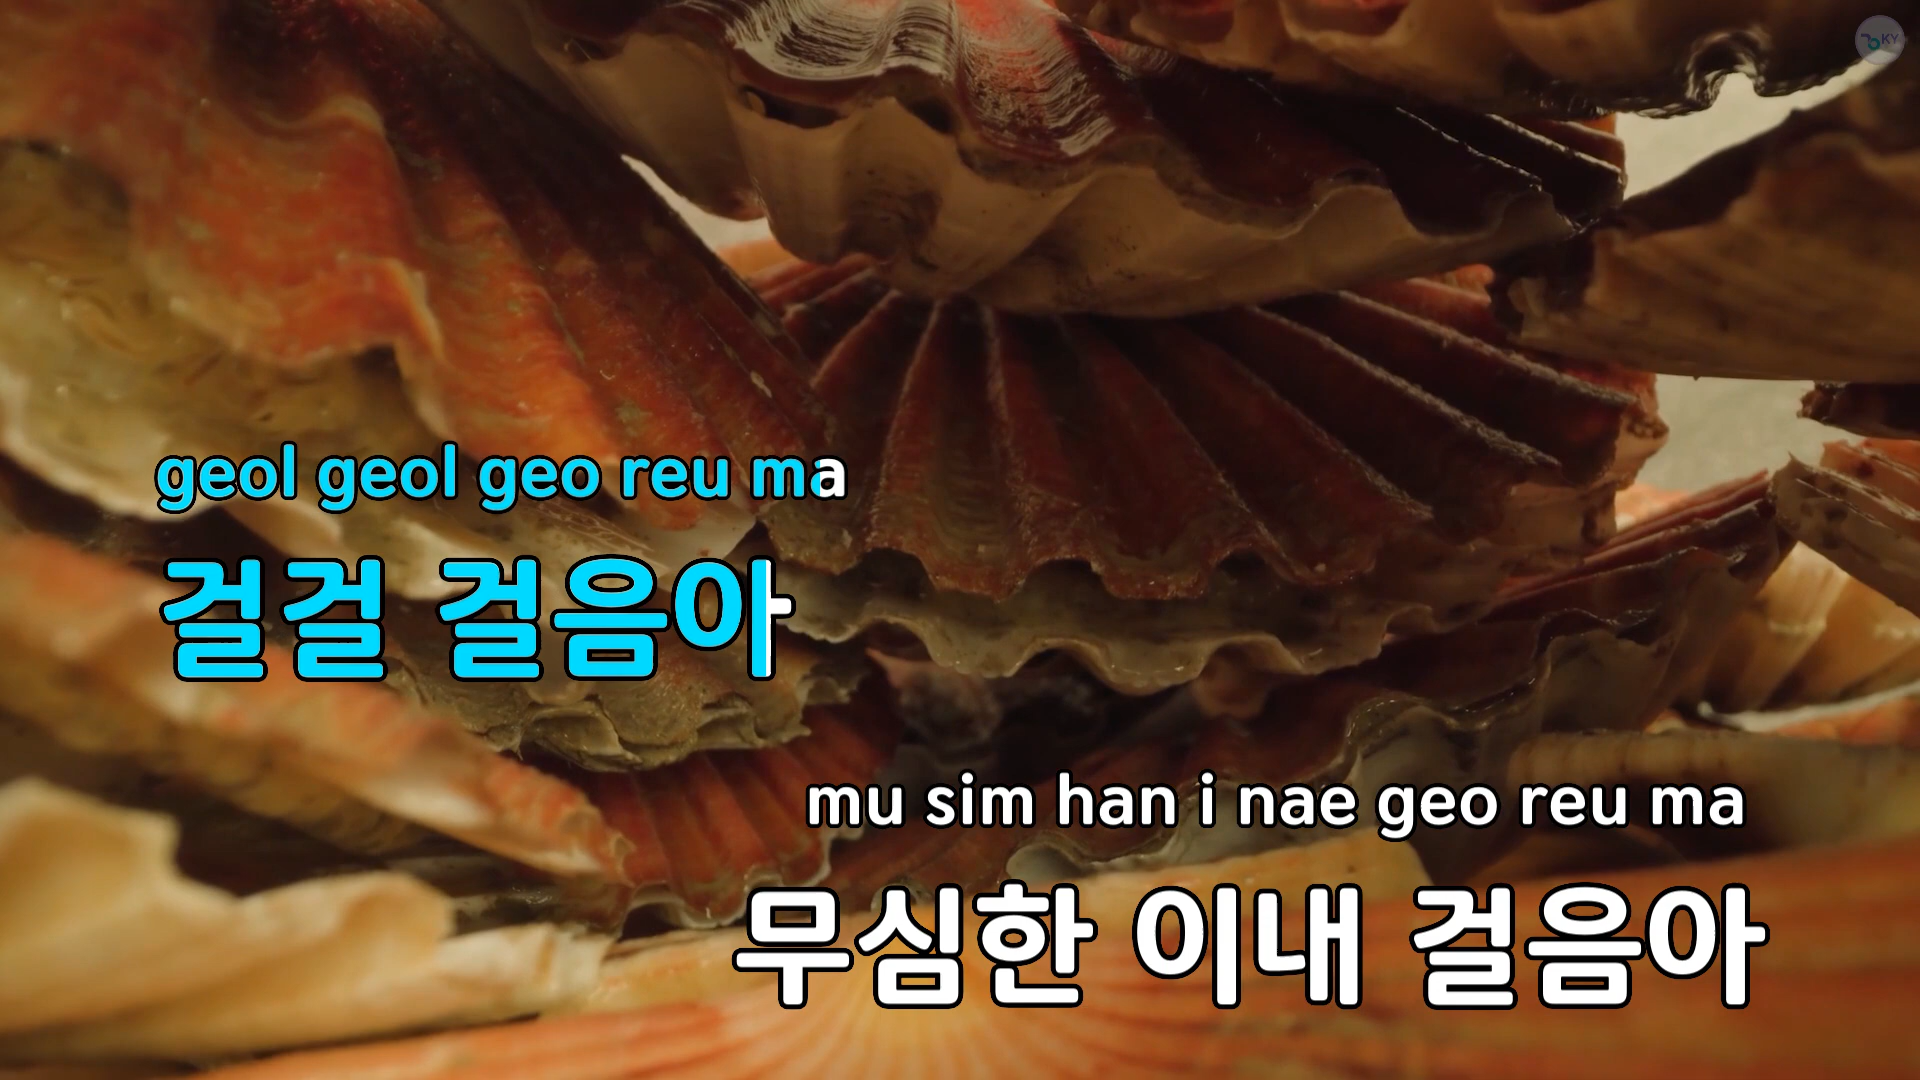 KY
geol geol geo reu ma
걸걸 걸음아
mu sim han i nae geo reu ma
무심한 이내 걸음아